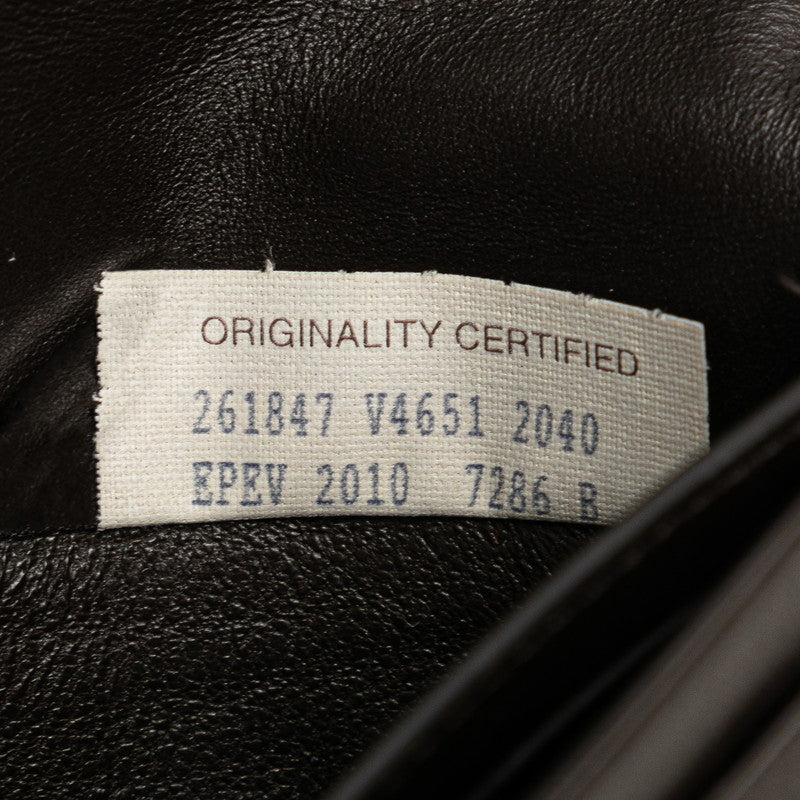 ORIGINALITY CERTIFIED
261847 V4651 2040
EPEV 2010 7286 B